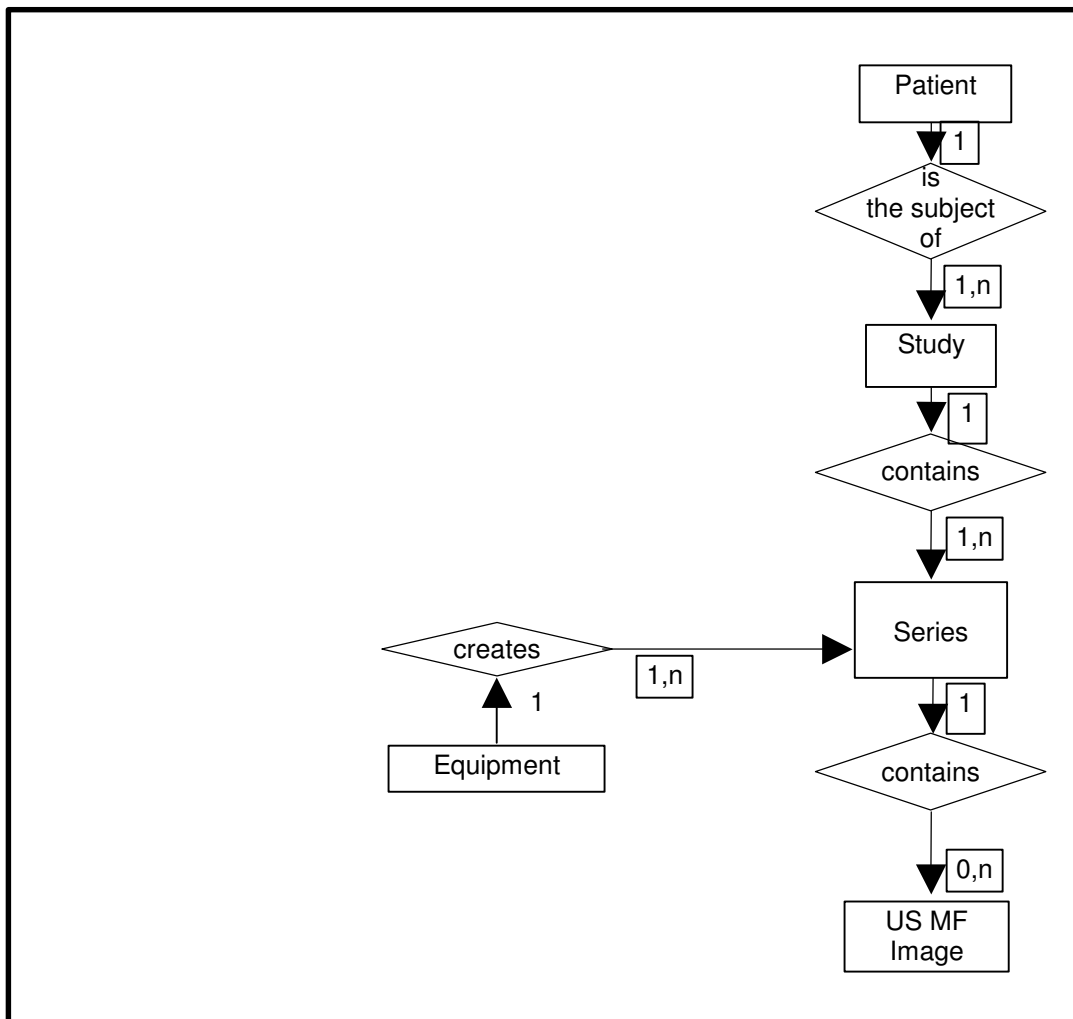 Patient
1
is
the subject
of
1,n
Study
1
contains
1,n
Series
creates
1,n
1
1
Equipment
contains
0,n
US MF
Image